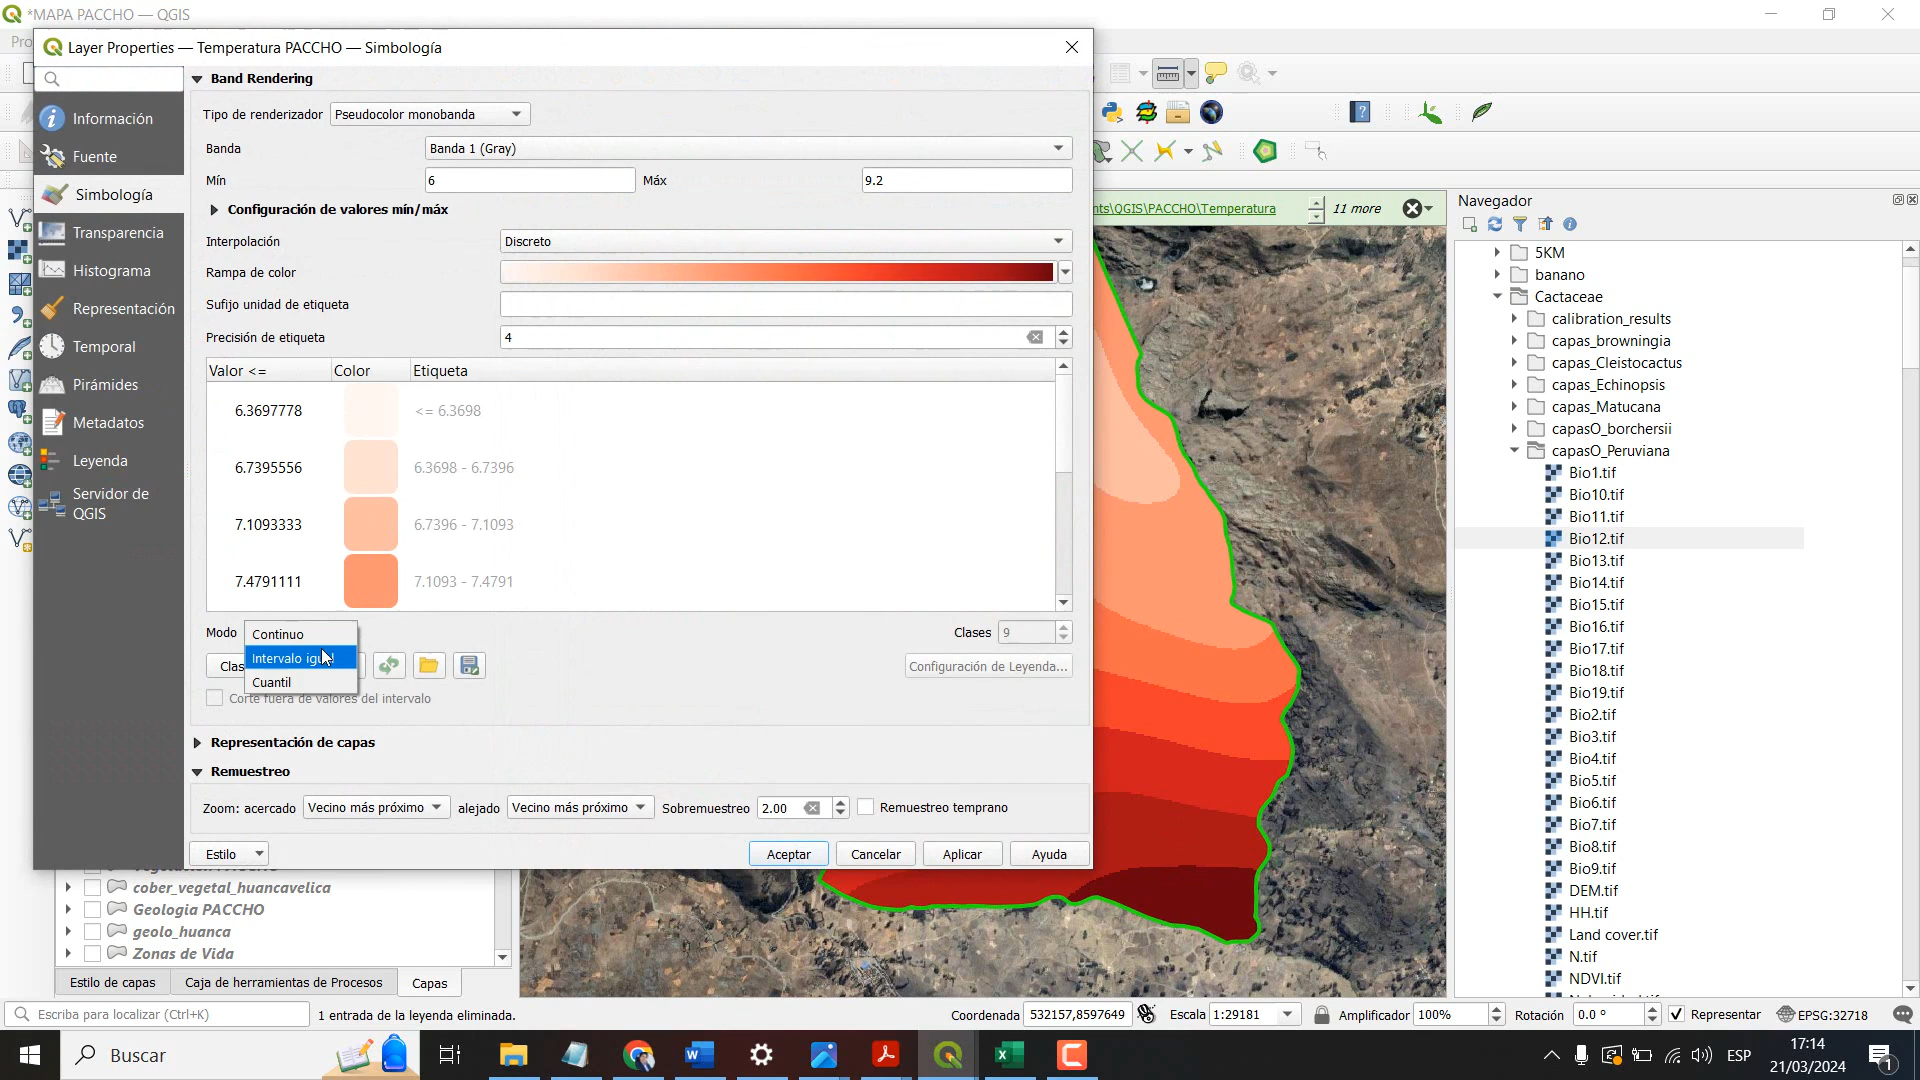 *MAPA PACCHO — QGIS
Layer Properties — Temperatura PACCHO — Simbología
Información
Fuente
Simbología
Transparencia
Histograma
Representación
Temporal
Pirámides
Metadatos
Leyenda
Servidor de
QGIS
Band Rendering
Tipo de renderizador Pseudocolor monobanda
Banda Banda 1 (Gray)
Mín 6 Máx 9.2
Configuración de valores mín/máx
Interpolación Discreto
Rampa de color
Sufijo unidad de etiqueta
Precisión de etiqueta 4
Valor <= Color Etiqueta
6.3697778 <= 6.3698
6.7395556 6.3698 - 6.7396
7.1093333 6.7396 - 7.1093
7.4791111 7.1093 - 7.4791
Modo Continuo Clases 9
Intervalo igual
Cuantil
Configuración de Leyenda...
Corte fuera de valores del intervalo
Representación de capas
Remuestreo
Zoom: acercado Vecino más próximo alejado Vecino más próximo Sobremuestreo 2.00 Remuestreo temprano
Estilo Aceptar Cancelar Aplicar Ayuda
nts\QGIS\PACCHO\Temperatura 11 more
Navegador
5KM
banano
Cactaceae
calibration_results
capas_browningia
capas_Cleistocactus
capas_Echinopsis
capas_Matucana
capasO_borchersii
capasO_Peruviana
Bio1.tif
Bio10.tif
Bio11.tif
Bio12.tif
Bio13.tif
Bio14.tif
Bio15.tif
Bio16.tif
Bio17.tif
Bio18.tif
Bio19.tif
Bio2.tif
Bio3.tif
Bio4.tif
Bio5.tif
Bio6.tif
Bio7.tif
Bio8.tif
Bio9.tif
DEM.tif
HH.tif
Land cover.tif
N.tif
NDVI.tif
cober_vegetal_huancavelica
Geologia PACCHO
geolo_huanca
Zonas de Vida
Estilo de capas Caja de herramientas de Procesos Capas
Escriba para localizar (Ctrl+K) 1 entrada de la leyenda eliminada. Coordenada 532157,8597649 Escala 1:29181 Amplificador 100% Rotación 0.0 ° Representar EPSG:32718
Buscar ESP 17:14
21/03/2024 1